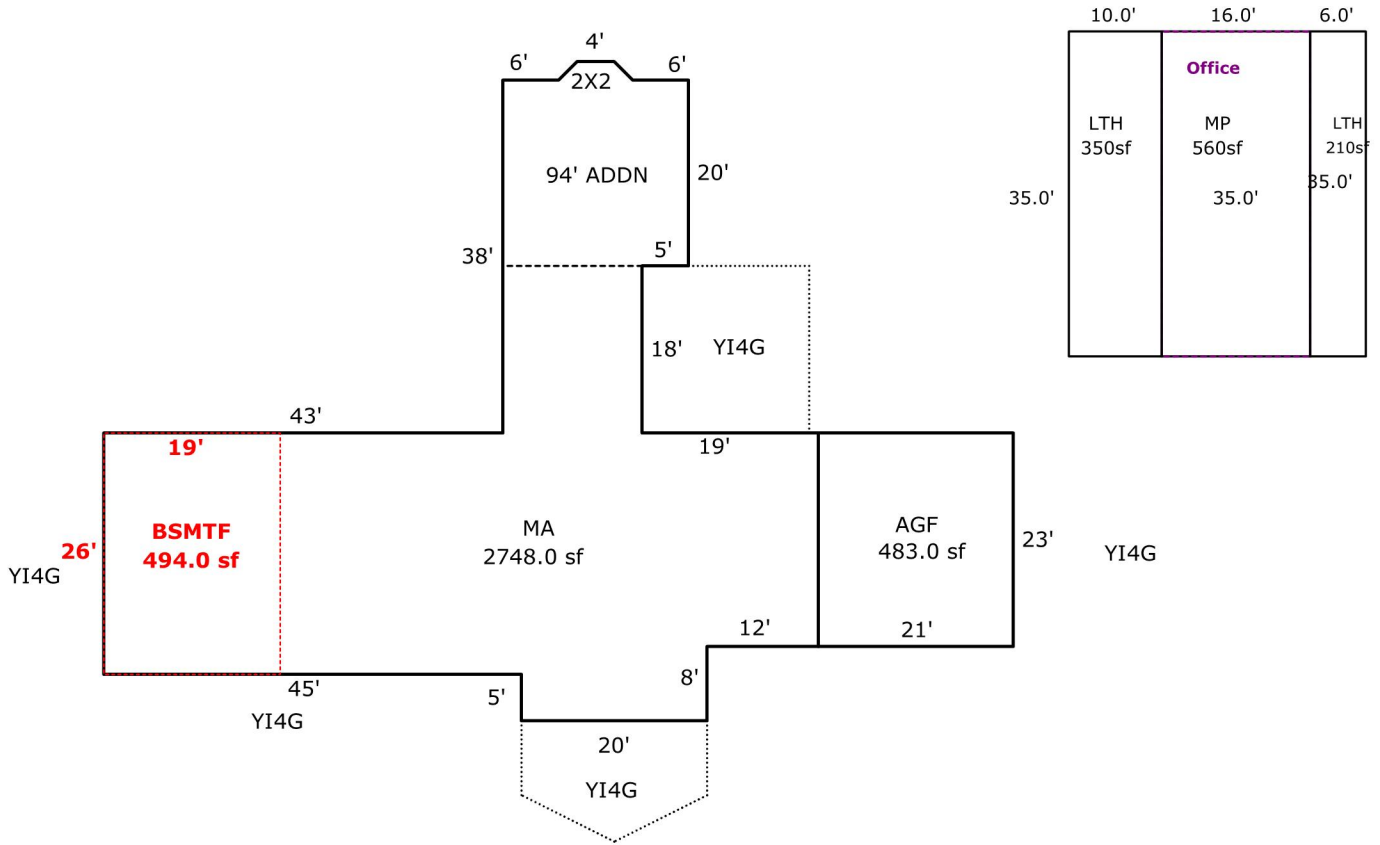 10.0'
16.0'
6.0'
Office
LTH
350sf
MP
560sf
LTH
210sf
35.0'
35.0'
35.0'
4'
6'
6'
2X2
94' ADDN
20'
38'
5'
18'
YI4G
43'
19'
19'
BSMTF
494.0 sf
26'
YI4G
MA
2748.0 sf
AGF
483.0 sf
23'
YI4G
12'
21'
45'
5'
8'
YI4G
20'
YI4G